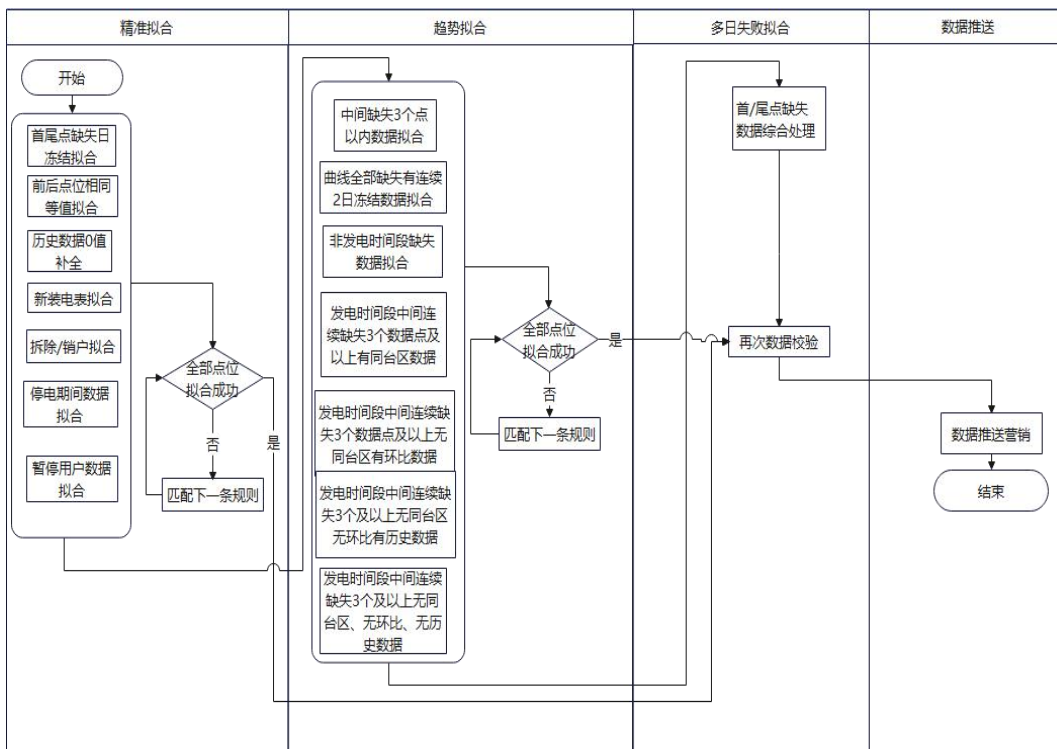 精准拟合
趋势拟合
多日失败拟合
数据推送
开始
首尾点缺失日
冻结拟合
前后点位相同
等值拟合
历史数据0值
补全
新装电表拟合
拆除/销户拟合
停电期间数据
拟合
暂停用户数据
拟合
全部点位
拟合成功
否
是
匹配下一条规则
中间缺失3个点
以内数据拟合
曲线全部缺失有连续
2日冻结数据拟合
非发电时间段缺失
数据拟合
发电时间段中间连
续缺失3个数据点及
以上有同台区数据
发电时间段中间连续缺
失3个数据点及以上无
同台区有环比数据
发电时间段中间连续缺
失3个及以上无同台区
无环比有历史数据
发电时间段中间连续
缺失3个及以上无同
台区、无环比、无历
史数据
全部点位
拟合成功
是
否
匹配下一条规则
首/尾点缺失
数据综合处理
再次数据校验
数据推送营销
结束